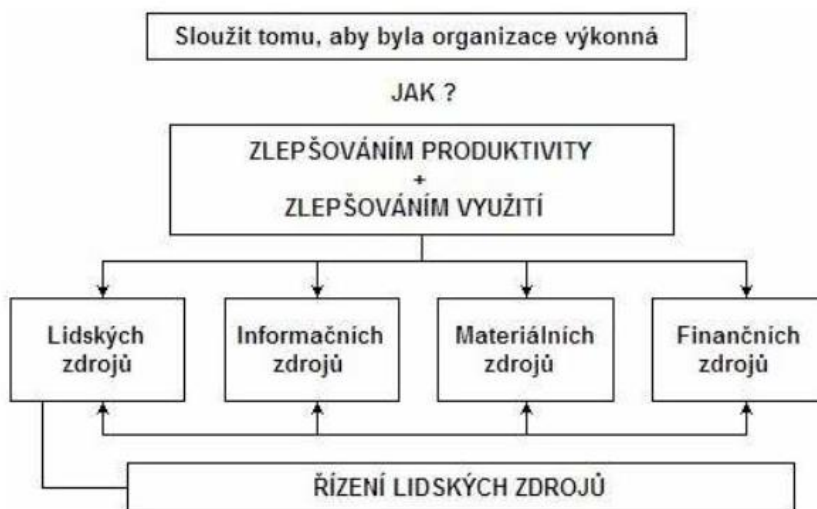 Sloužit tomu, aby byla organizace výkonná
JAK ?
ZLEPŠOVÁNÍM PRODUKTIVITY
+
ZLEPŠOVÁNÍM VYUŽITÍ
Lidských
zdrojů
Informačních
zdrojů
Materiálních
zdrojů
Finančních
zdrojů
ŘÍZENÍ LIDSKÝCH ZDROJŮ